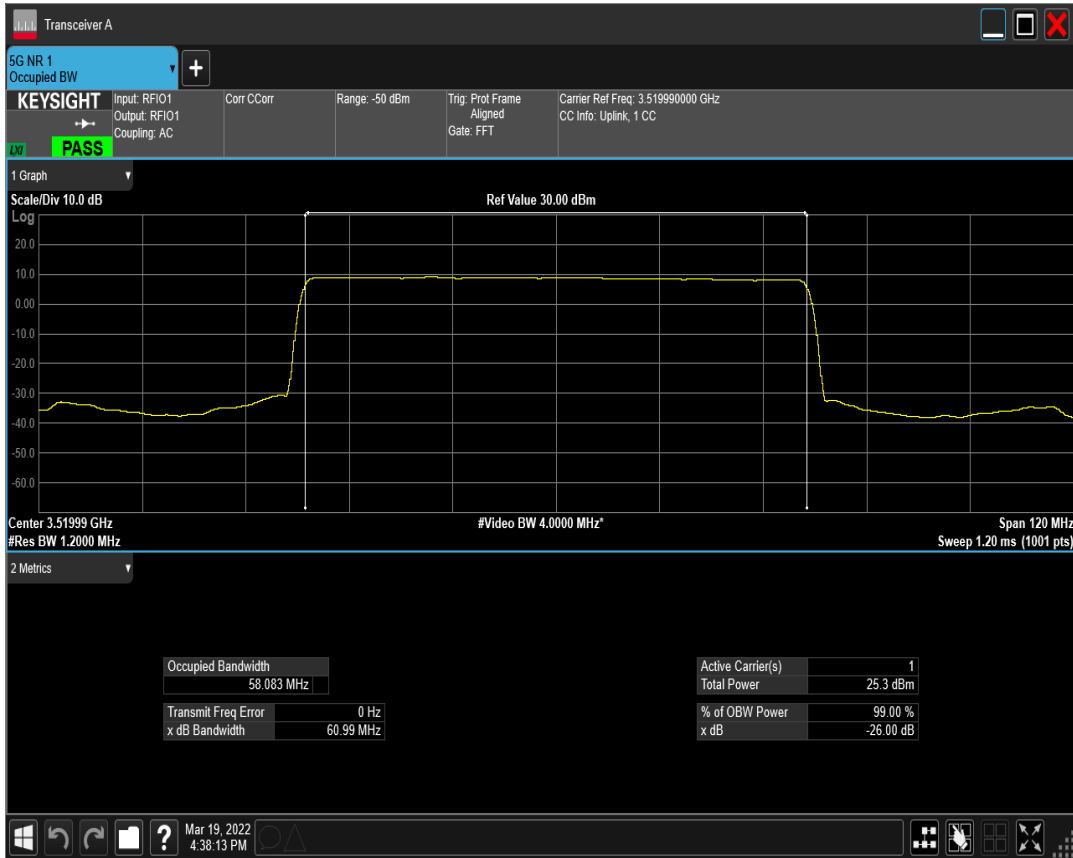 Transceiver A
5G NR 1
Occupied BW
+
KEYSIGHT
LXI
PASS
Input: RFIO1
Output: RFIO1
Coupling: AC
Corr CCorr
Range: -50 dBm
Trig: Prot Frame
Aligned
Gate: FFT
Carrier Ref Freq: 3.519990000 GHz
CC Info: Uplink, 1 CC
1 Graph
Scale/Div 10.0 dB
Ref Value 30.00 dBm
Log
20.0
10.0
0.00
-10.0
-20.0
-30.0
-40.0
-50.0
-60.0
Center 3.51999 GHz
#Video BW 4.0000 MHz*
Span 120 MHz
#Res BW 1.2000 MHz
Sweep 1.20 ms (1001 pts)
2 Metrics
Occupied Bandwidth
58.083 MHz
Transmit Freq Error 0 Hz
x dB Bandwidth 60.99 MHz
Active Carrier(s) 1
Total Power 25.3 dBm
% of OBW Power 99.00 %
x dB -26.00 dB
?
Mar 19, 2022
4:38:13 PM